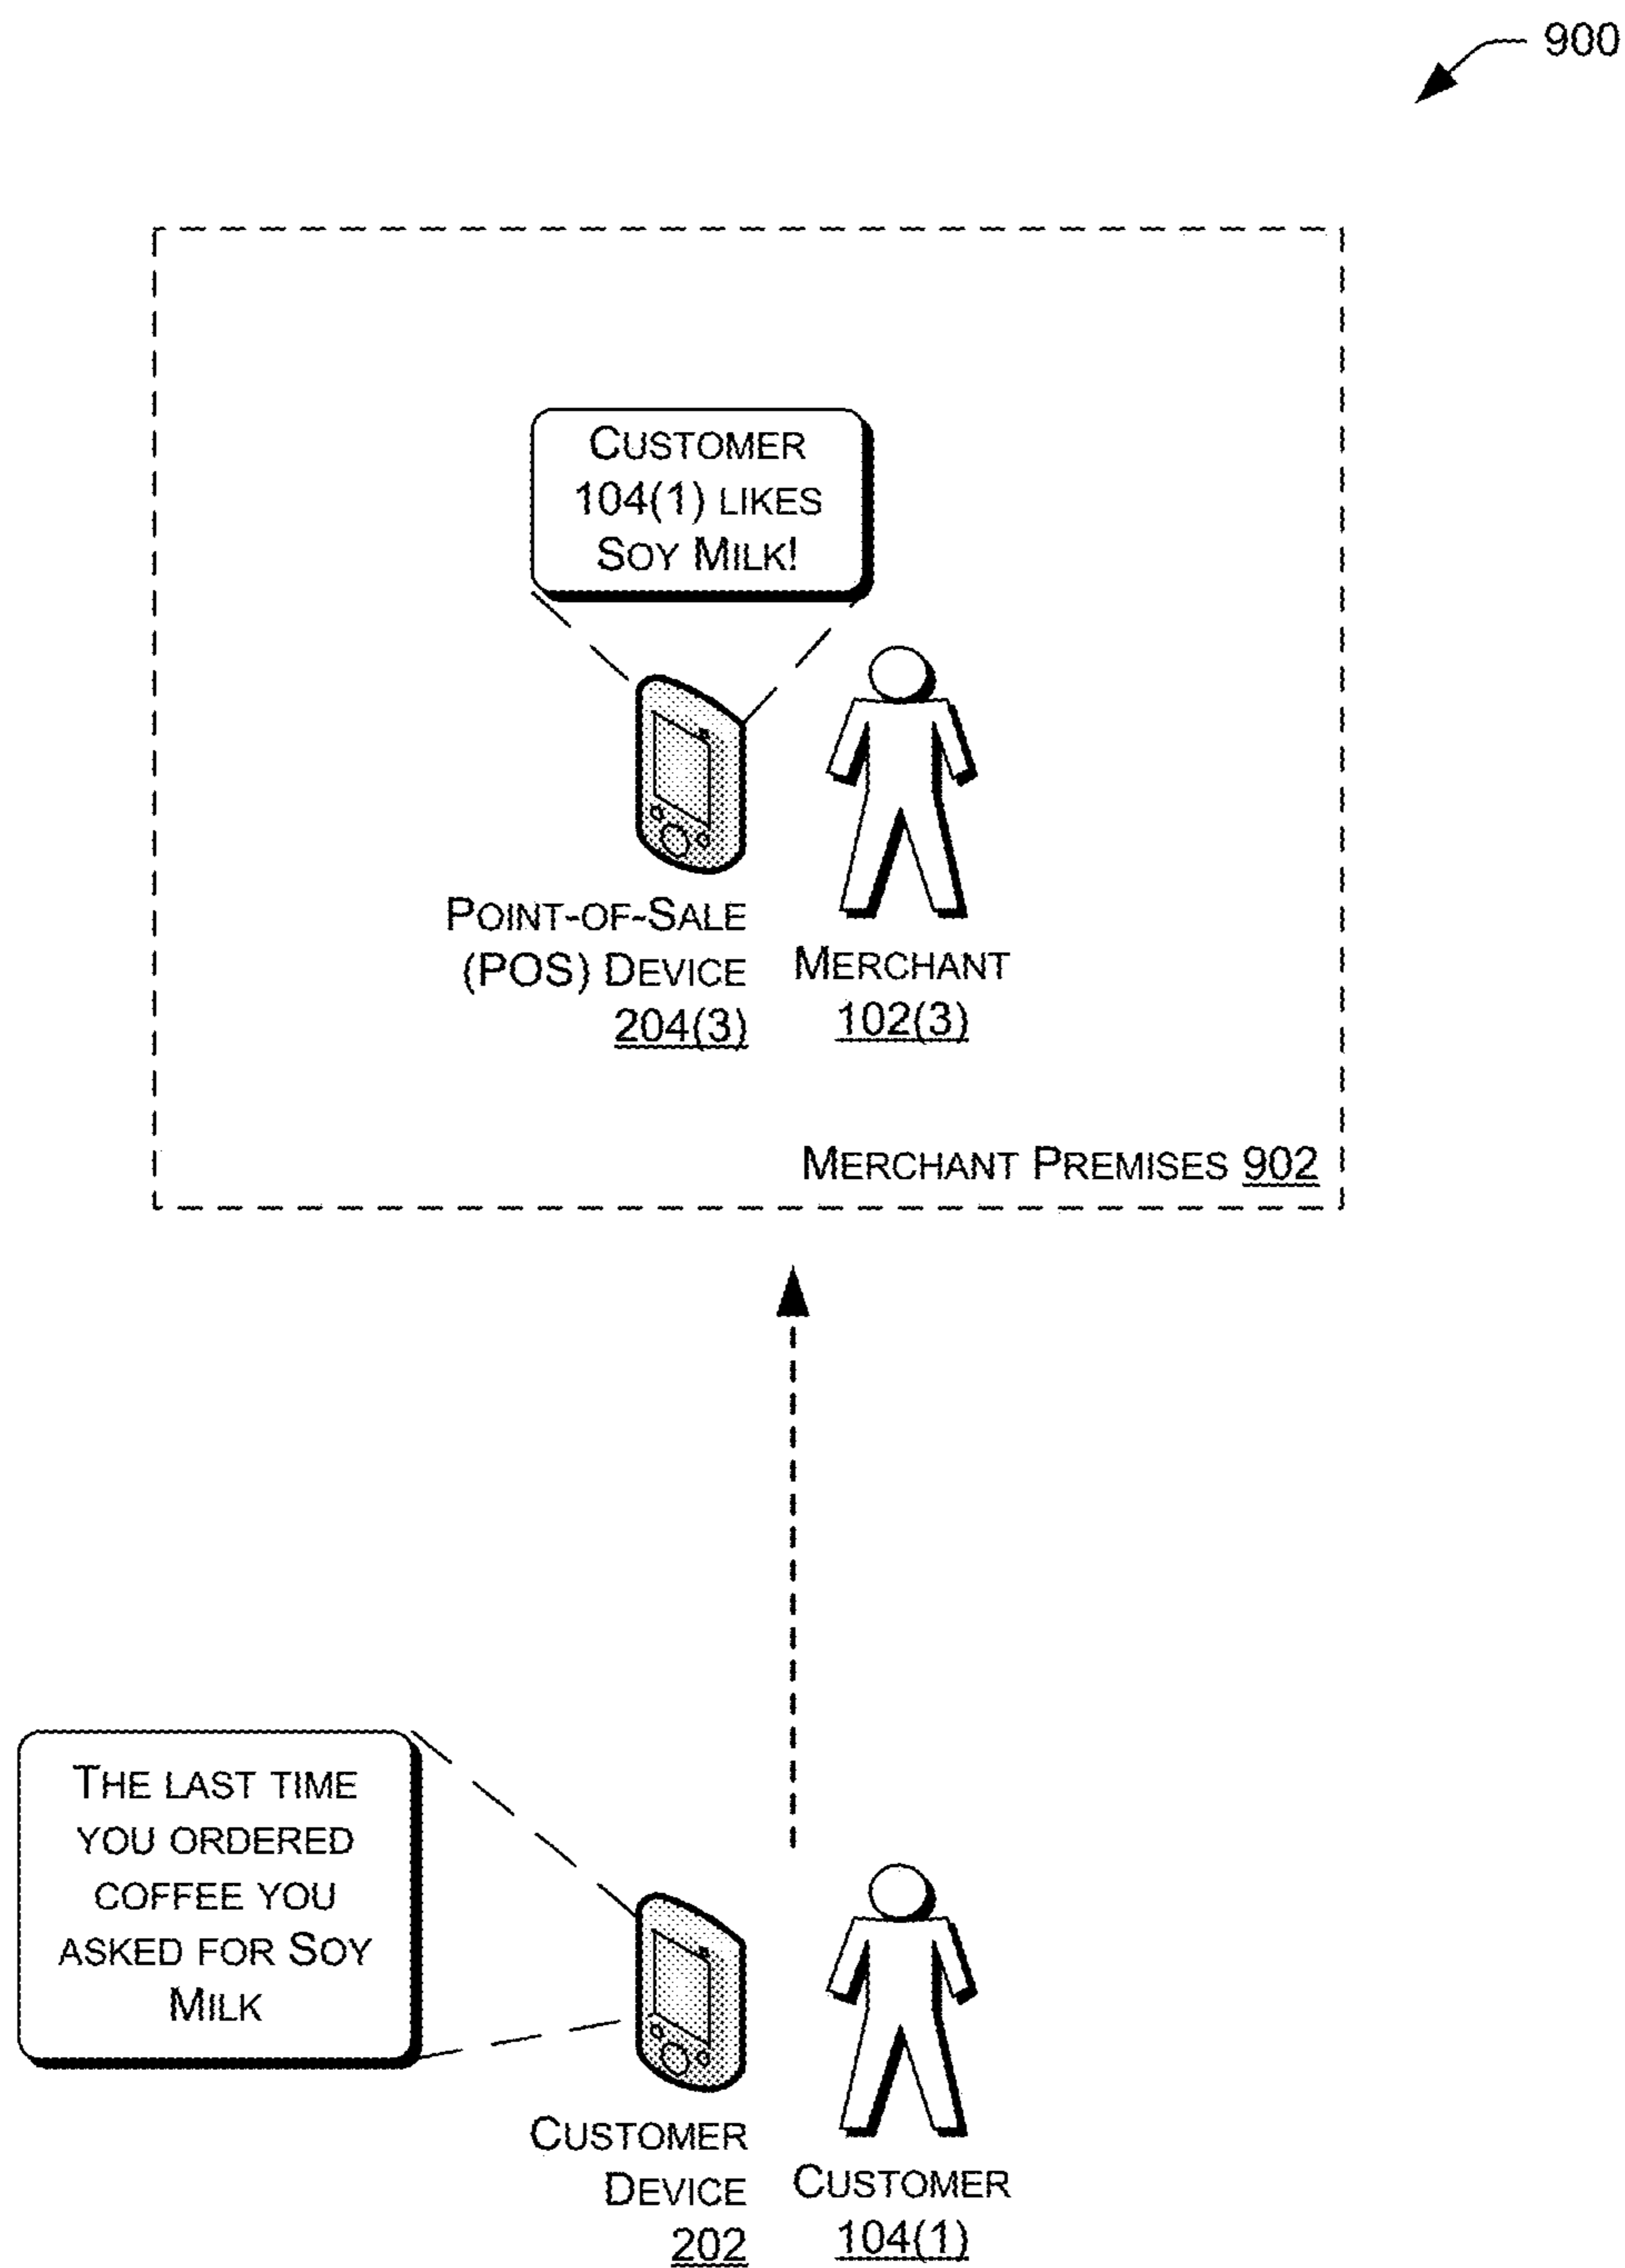 900
CUSTOMER
104(1) LIKES
SOY MILK!
POINT-OF-SALE
(POS) DEVICE
204(3)
MERCHANT
102(3)
MERCHANT PREMISES 902
THE LAST TIME
YOU ORDERED
COFFEE YOU
ASKED FOR SOY
MILK
CUSTOMER
DEVICE
202
CUSTOMER
104(1)